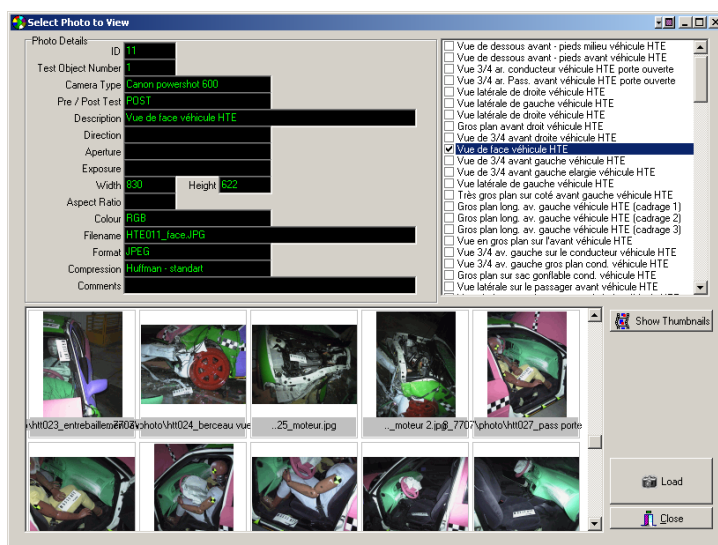 Select Photo to View
Photo Details
ID 11
Test Object Number 1
Camera Type Canon powershot 600
Pre / Post Test POST
Description Vue de face véhicule HTE
Direction
Aperture
Exposure
Width 830 Height 622
Aspect Ratio
Colour RGB
Filename HTE011_face.JPG
Format JPEG
Compression Huffman - standart
Comments
Vue de dessous avant - pieds milieu véhicule HTE
Vue de dessous avant - pieds avant véhicule HTE
Vue 3/4 ar. conducteur véhicule HTE porte ouverte
Vue 3/4 ar. Pass. avant véhicule HTE porte ouverte
Vue latérale de droite véhicule HTE
Vue latérale de gauche véhicule HTE
Vue latérale de droite véhicule HTE
Gros plan avant droit véhicule HTE
Vue de 3/4 avant droite véhicule HTE
Vue de face véhicule HTE
Vue de 3/4 avant gauche véhicule HTE
Vue de 3/4 avant gauche elargie véhicule HTE
Vue latérale de gauche véhicule HTE
Très gros plan sur coté avant gauche véhicule HTE
Gros plan long. av. gauche véhicule HTE (cadrage 1)
Gros plan long. av. gauche véhicule HTE (cadrage 2)
Gros plan long. av. gauche véhicule HTE (cadrage 3)
Vue en gros plan sur l'avant véhicule HTE
Vue 3/4 av. gauche sur le conducteur véhicule HTE
Vue 3/4 av. gauche gros plan cond. véhicule HTE
Gros plan sur sac gonflable cond. véhicule HTE
Vue latérale sur le passager avant véhicule HTE
\htt023_entrebaillement
\photo\htt024_berceau vue
..25_moteur.jpg
.._moteur 2.jpg
8_7707\photo\htt027_pass porte
Show Thumbnails
Load
Close